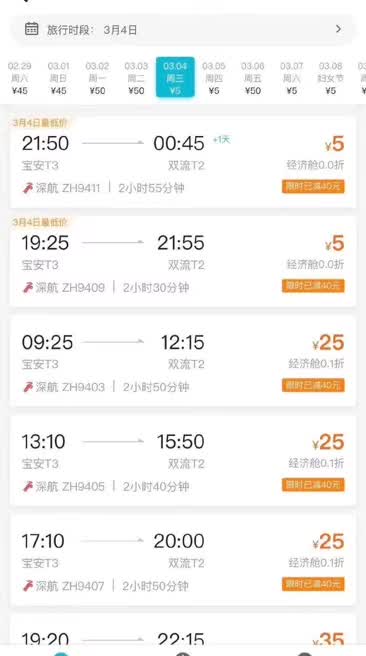 旅行时段： 3月4日
02.29 03.01 03.02 03.03 03.04 03.05 03.06 03.07 03.08
周六 周日 周一 周二 周三 周四 周五 周六 妇女节
¥45 ¥45 ¥50 ¥50 ¥5 ¥5 ¥50 ¥5 ¥50
3月4日最低价
21:50 00:45 +1天 ¥5
宝安T3 双流T2 经济舱0.0折
深航 ZH9411 | 2小时55分钟 限时已减40元
3月4日最低价
19:25 21:55 ¥5
宝安T3 双流T2 经济舱0.0折
深航 ZH9409 | 2小时30分钟 限时已减40元
09:25 12:15 ¥25
宝安T3 双流T2 经济舱0.1折
深航 ZH9403 | 2小时50分钟 限时已减40元
13:10 15:50 ¥25
宝安T3 双流T2 经济舱0.1折
深航 ZH9405 | 2小时40分钟 限时已减40元
17:10 20:00 ¥25
宝安T3 双流T2 经济舱0.1折
深航 ZH9407 | 2小时50分钟 限时已减40元
19:20 22:15 ¥35